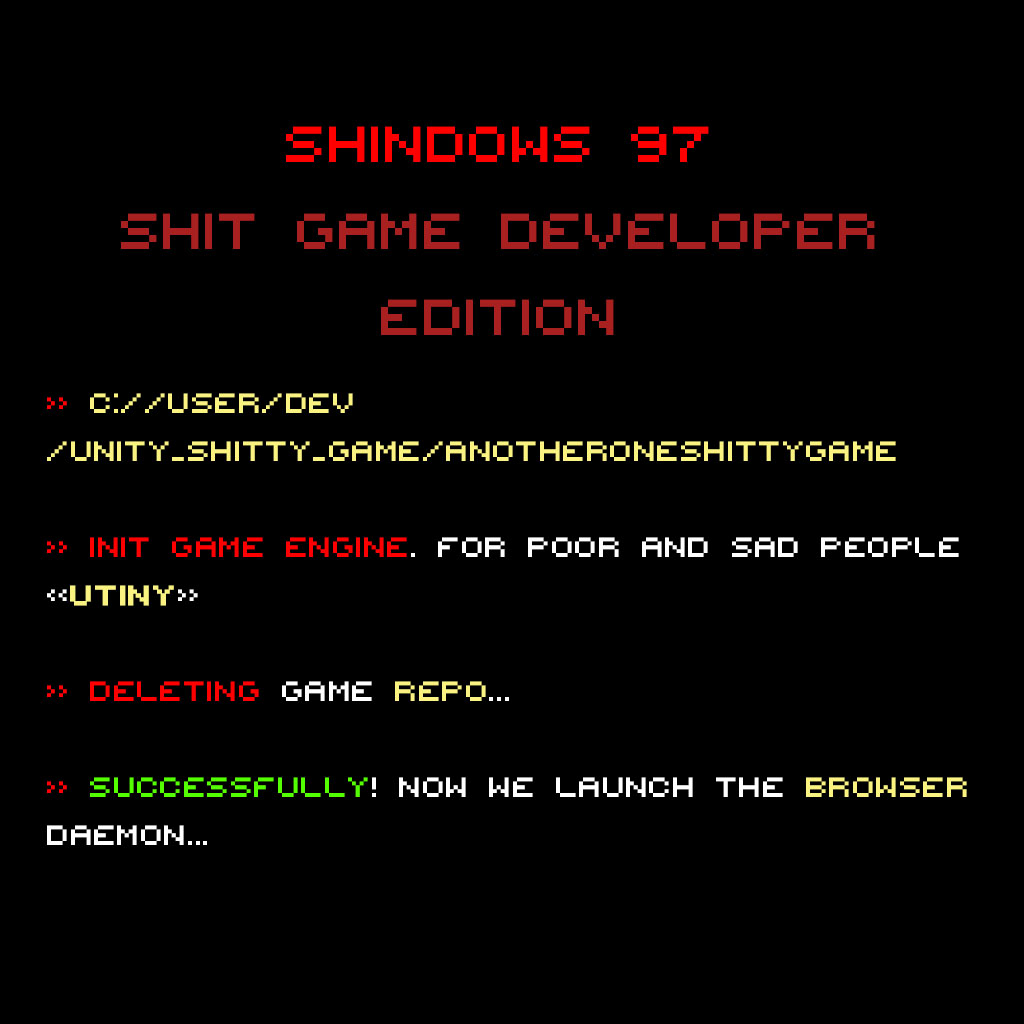 SHINDOWS 97
SHIT GAME DEVELOPER
EDITION
>> C://USER/DEV
/UNITY_SHITTY_GAME/ANOTHERONESHITTYGAME
>> INIT GAME ENGINE. FOR POOR AND SAD PEOPLE
<<UTINY>>
>> DELETING GAME REPO...
>> SUCCESSFULLY! NOW WE LAUNCH THE BROWSER
DAEMON...